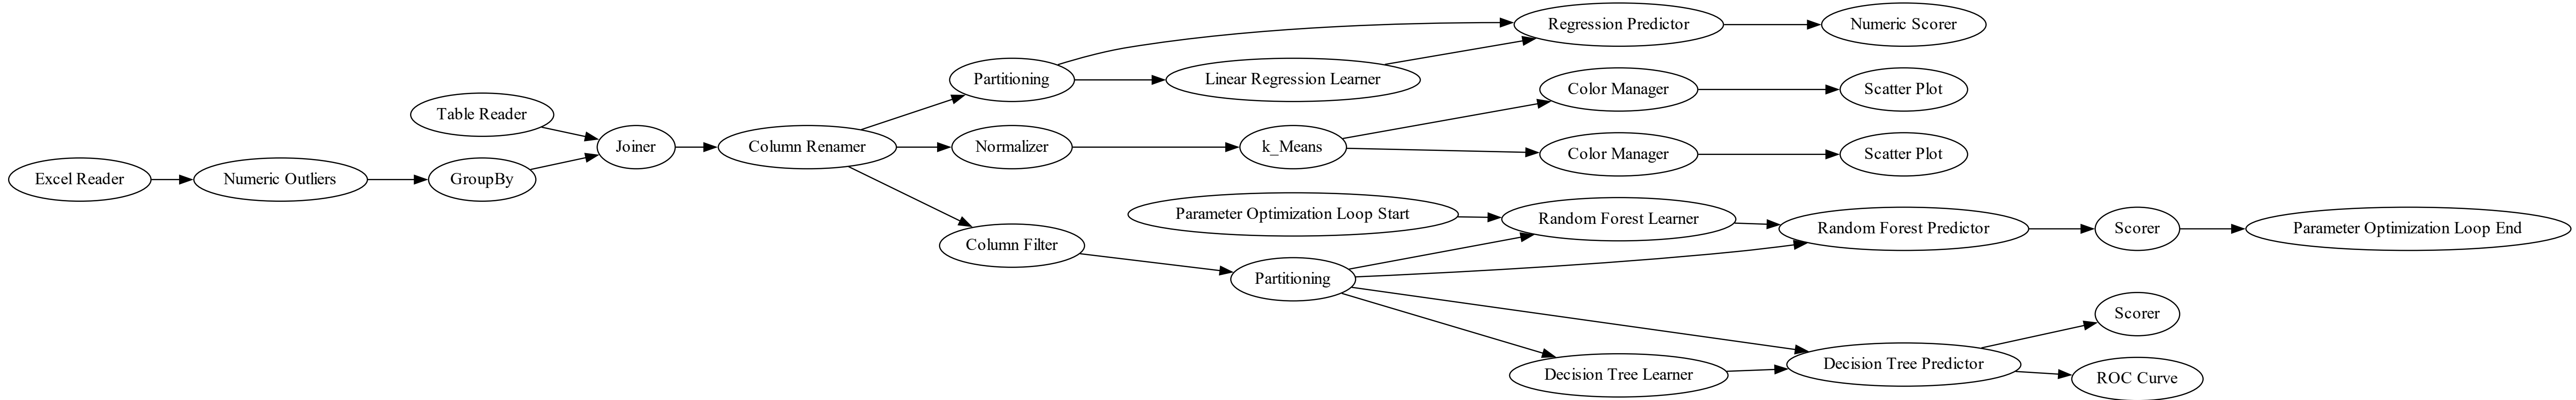 Excel Reader
Numeric Outliers
Table Reader
GroupBy
Joiner
Column Renamer
Partitioning
Linear Regression Learner
Regression Predictor
Numeric Scorer
Normalizer
k_Means
Color Manager
Scatter Plot
Color Manager
Scatter Plot
Column Filter
Partitioning
Parameter Optimization Loop Start
Random Forest Learner
Random Forest Predictor
Scorer
Parameter Optimization Loop End
Decision Tree Learner
Decision Tree Predictor
Scorer
ROC Curve